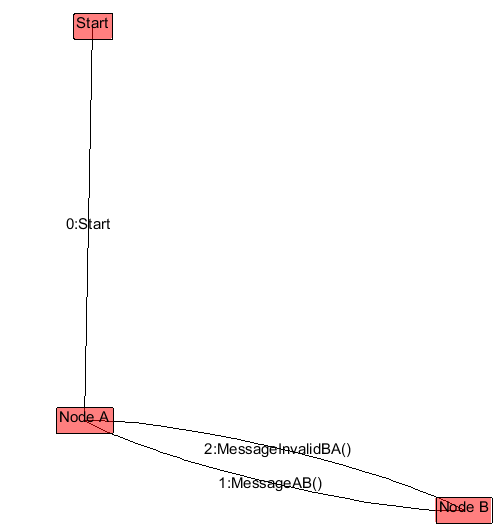 Start
0:Start
Node A
2:MessageInvalidBA()
1:MessageAB()
Node B